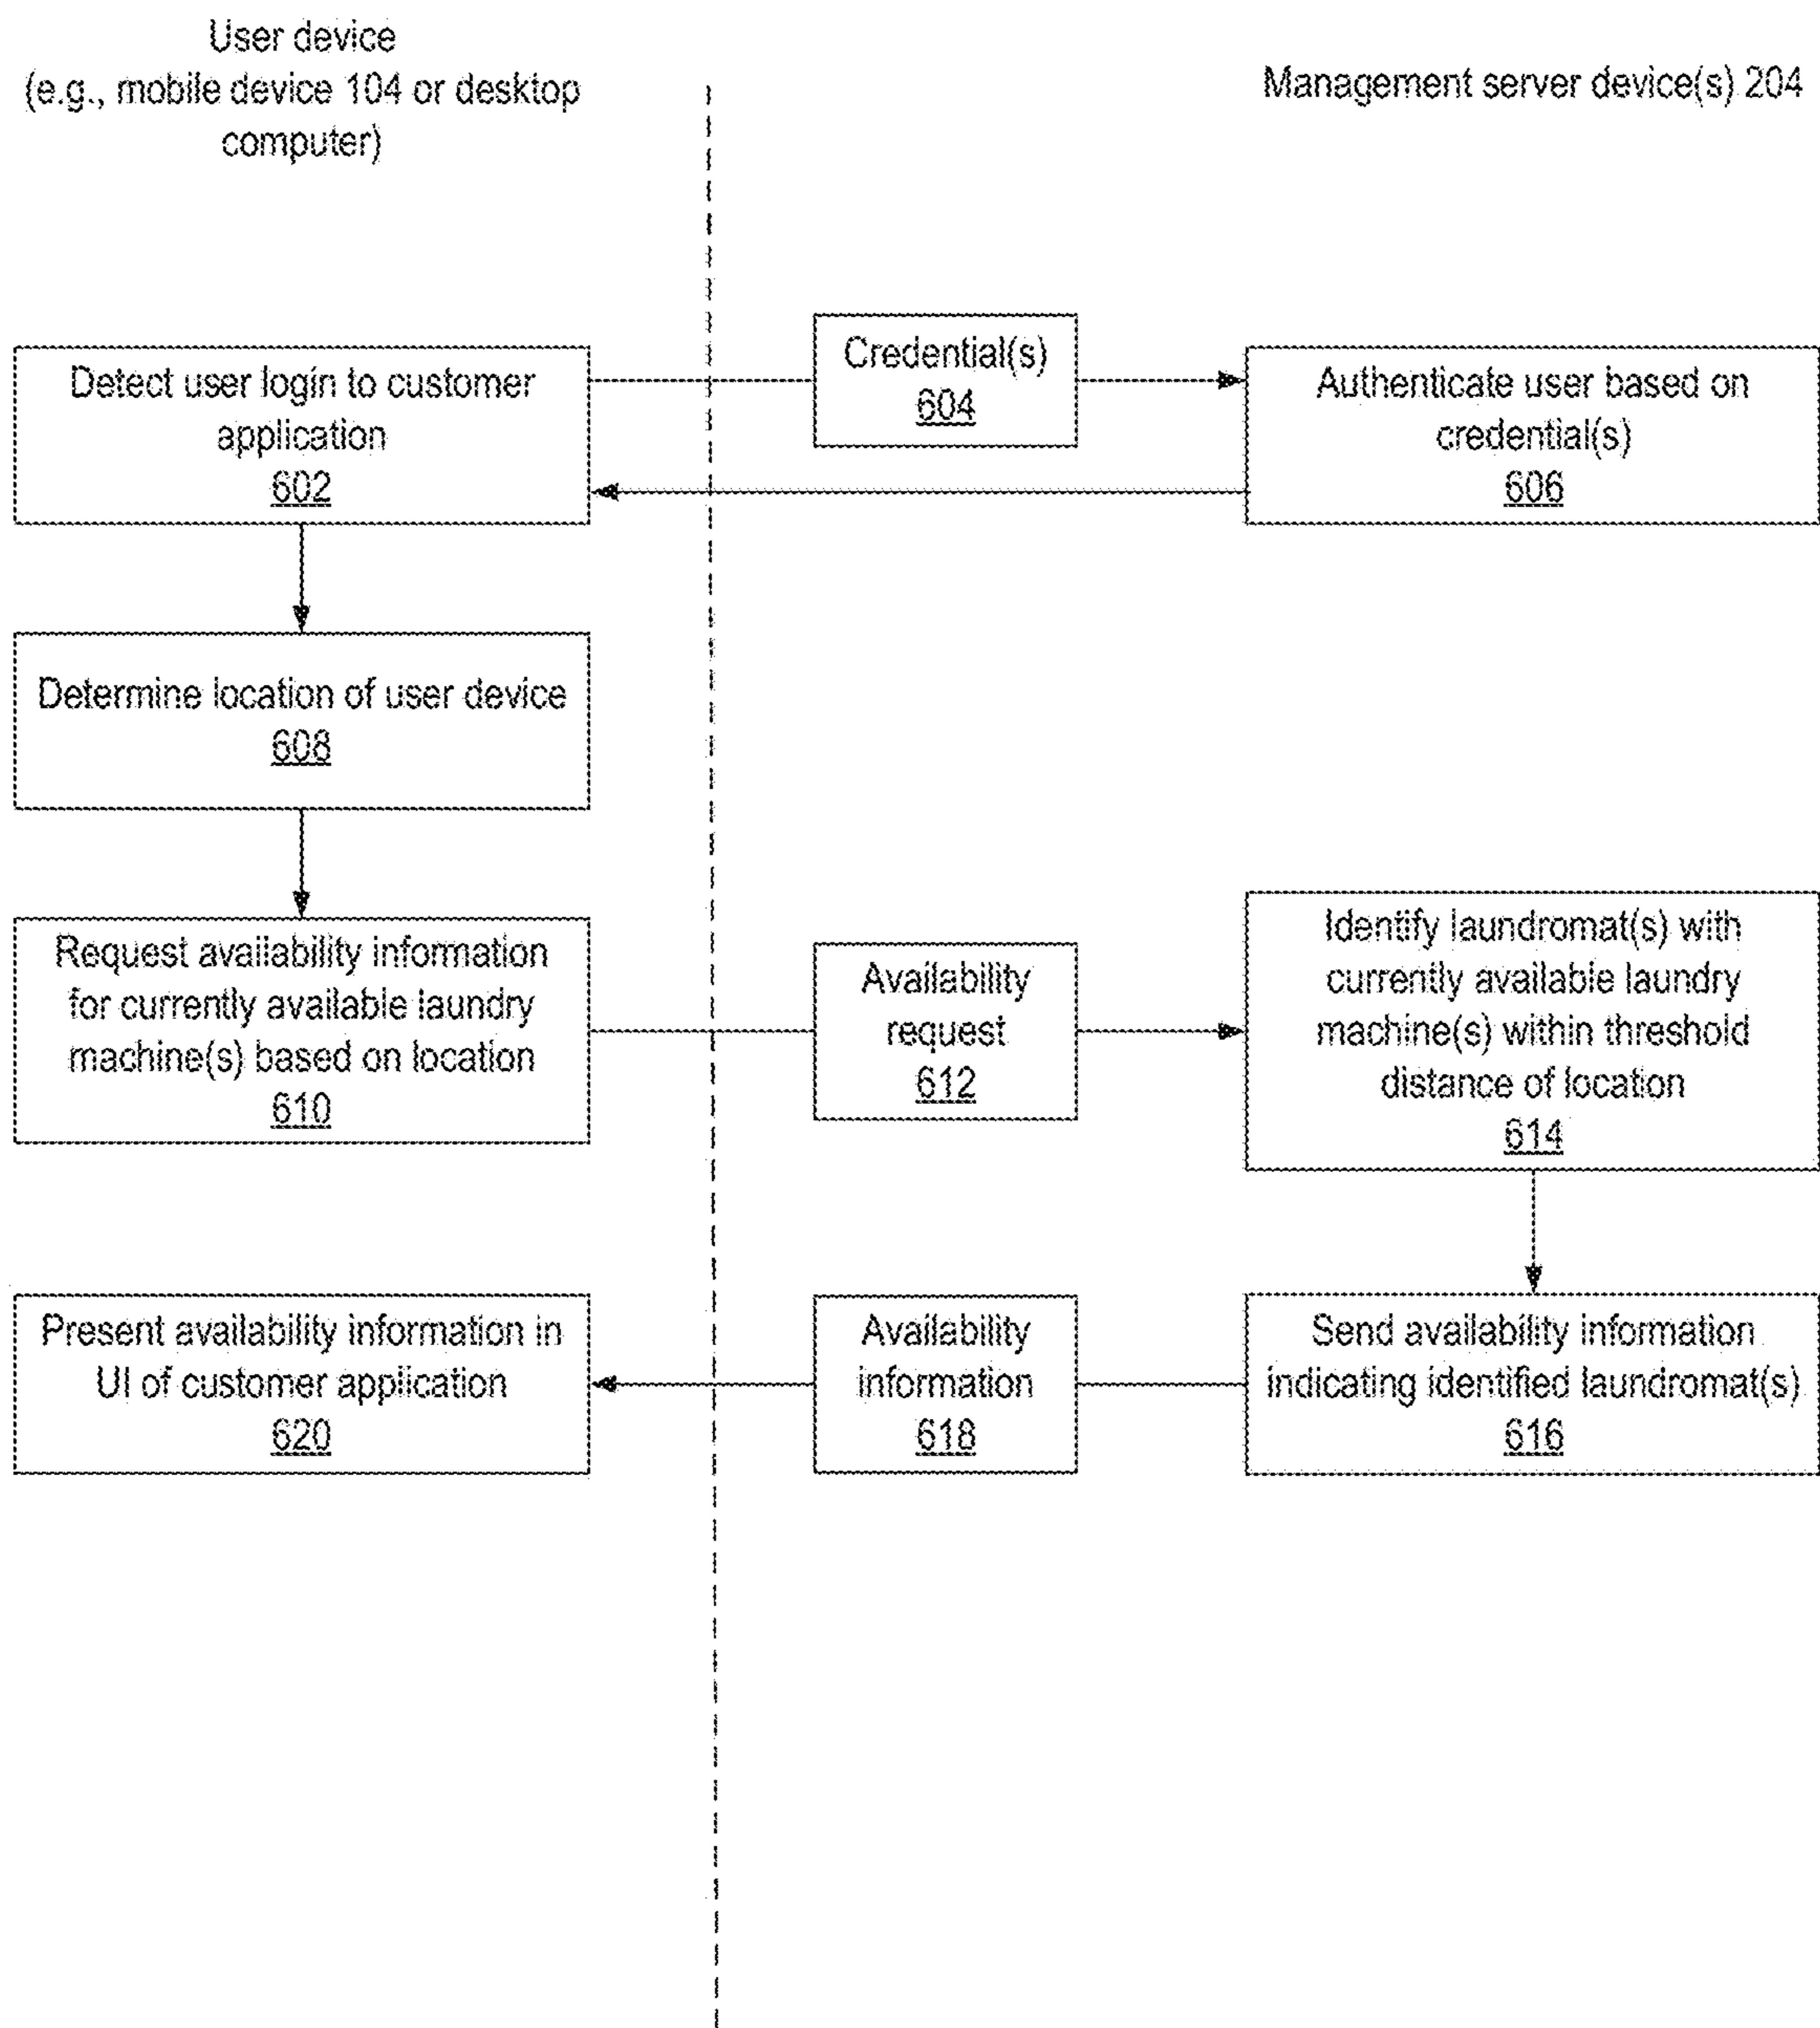 User device
(e.g., mobile device 104 or desktop
computer)
Management server device(s) 204
Detect user login to customer
application
602
Credential(s)
604
Authenticate user based on
credential(s)
606
Determine location of user device
608
Request availability information
for currently available laundry
machine(s) based on location
610
Availability
request
612
Identify laundromat(s) with
currently available laundry
machine(s) within threshold
distance of location
614
Present availability information in
UI of customer application
620
Availability
information
618
Send availability information
indicating identified laundromat(s)
616